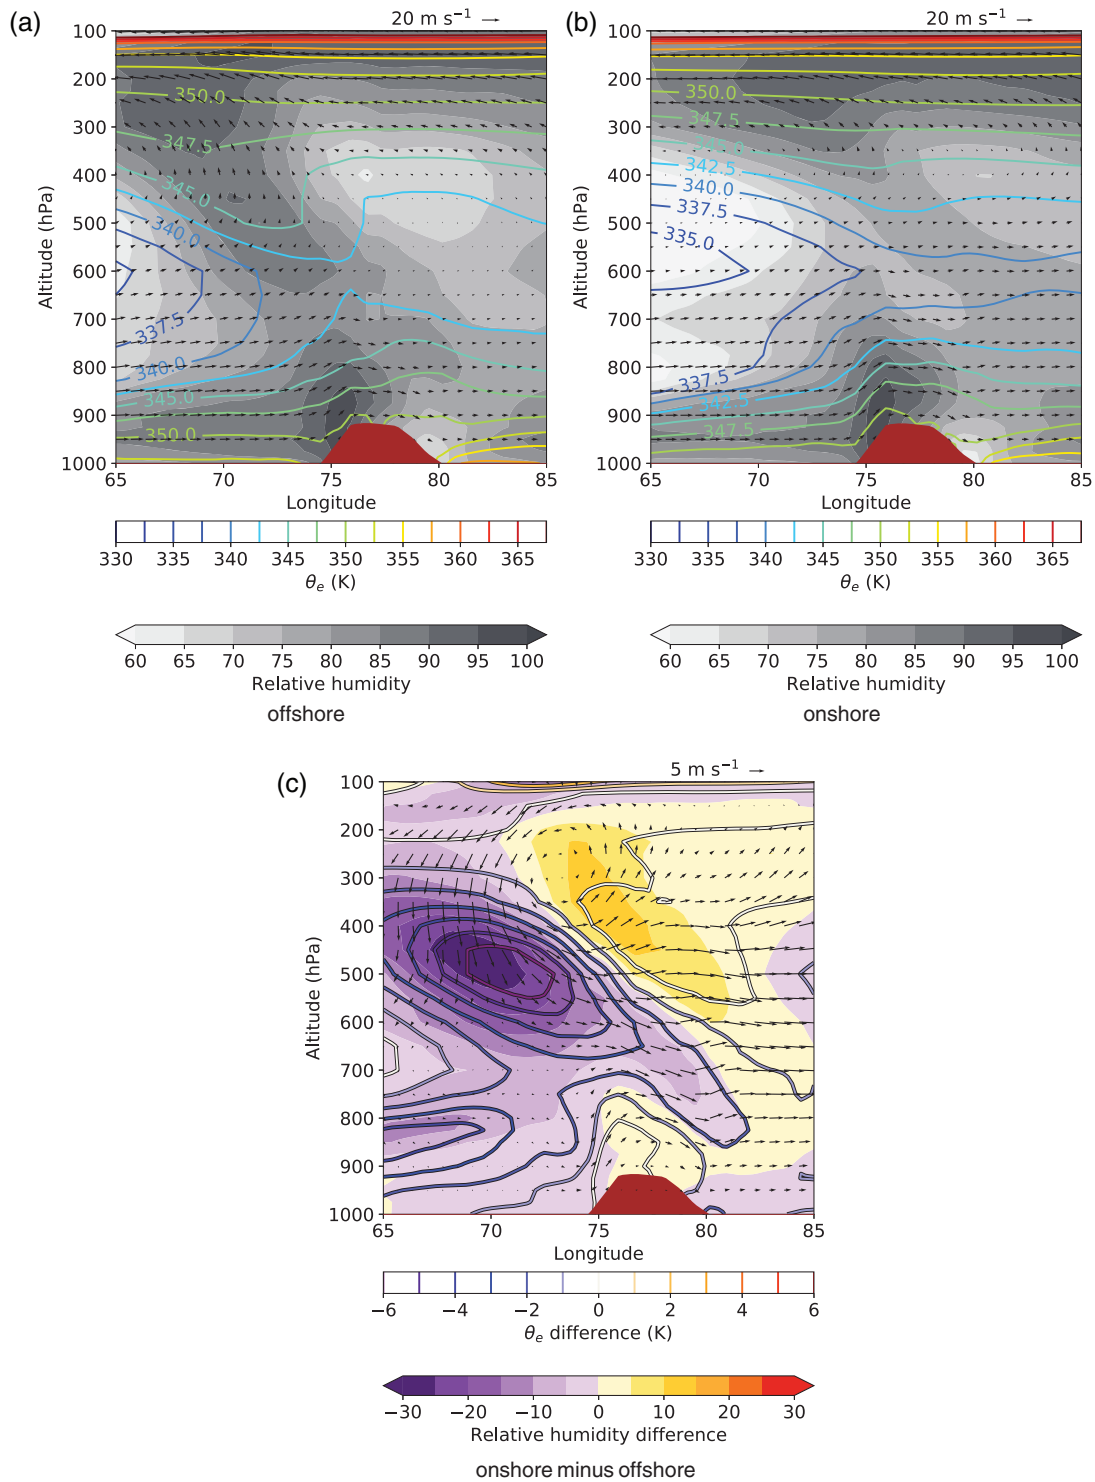 (a)
20 m s⁻¹
100
200
300
400
500
600
700
800
900
1000
Altitude (hPa)
350.0
347.5
345.0
340.0
337.5
340.0
345.0
350.0
65 70 75 80 85
Longitude
330 335 340 345 350 355 360 365
θe (K)
60 65 70 75 80 85 90 95 100
Relative humidity
offshore
(b)
20 m s⁻¹
100
200
300
400
500
600
700
800
900
1000
Altitude (hPa)
350.0
347.5
345.0
342.5
340.0
337.5
335.0
337.5
342.5
347.5
65 70 75 80 85
Longitude
330 335 340 345 350 355 360 365
θe (K)
60 65 70 75 80 85 90 95 100
Relative humidity
onshore
(c)
5 m s⁻¹
100
200
300
400
500
600
700
800
900
1000
Altitude (hPa)
65 70 75 80 85
Longitude
−6 −4 −2 0 2 4 6
θe difference (K)
−30 −20 −10 0 10 20 30
Relative humidity difference
onshore minus offshore